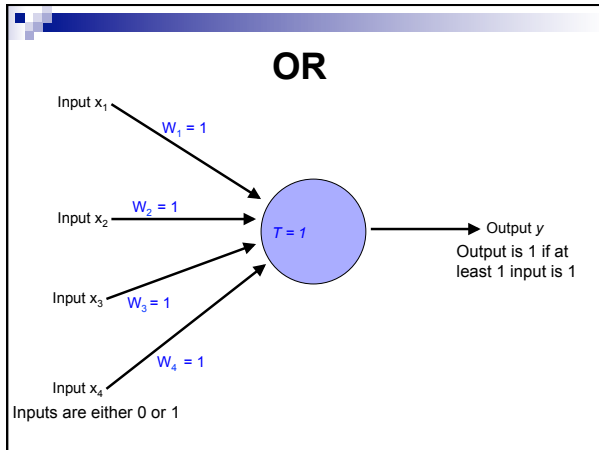 OR
Input x₁
W₁ = 1
Input x₂
W₂ = 1
T = 1
Output y
Output is 1 if at
least 1 input is 1
Input x₃
W₃ = 1
W₄ = 1
Input x₄
Inputs are either 0 or 1